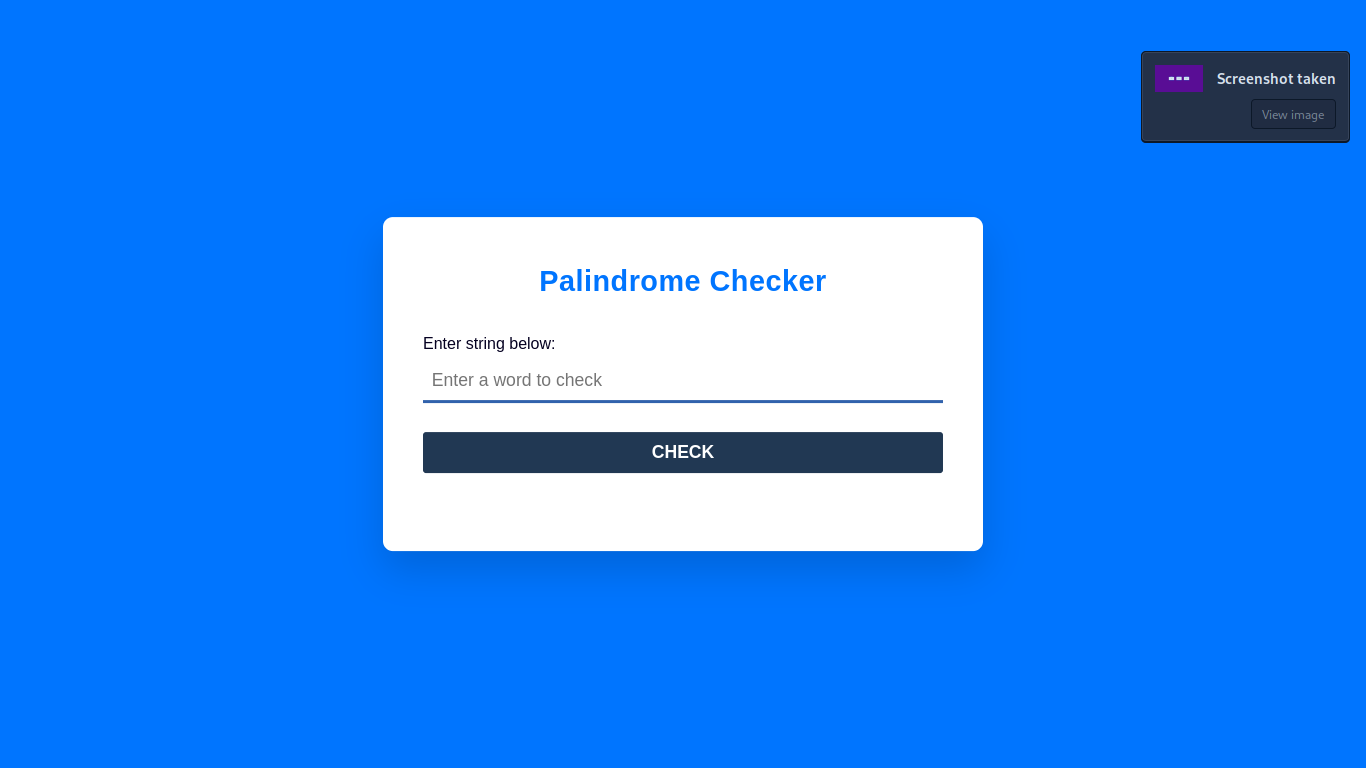 Screenshot taken
View image
Palindrome Checker
Enter string below:
Enter a word to check
CHECK